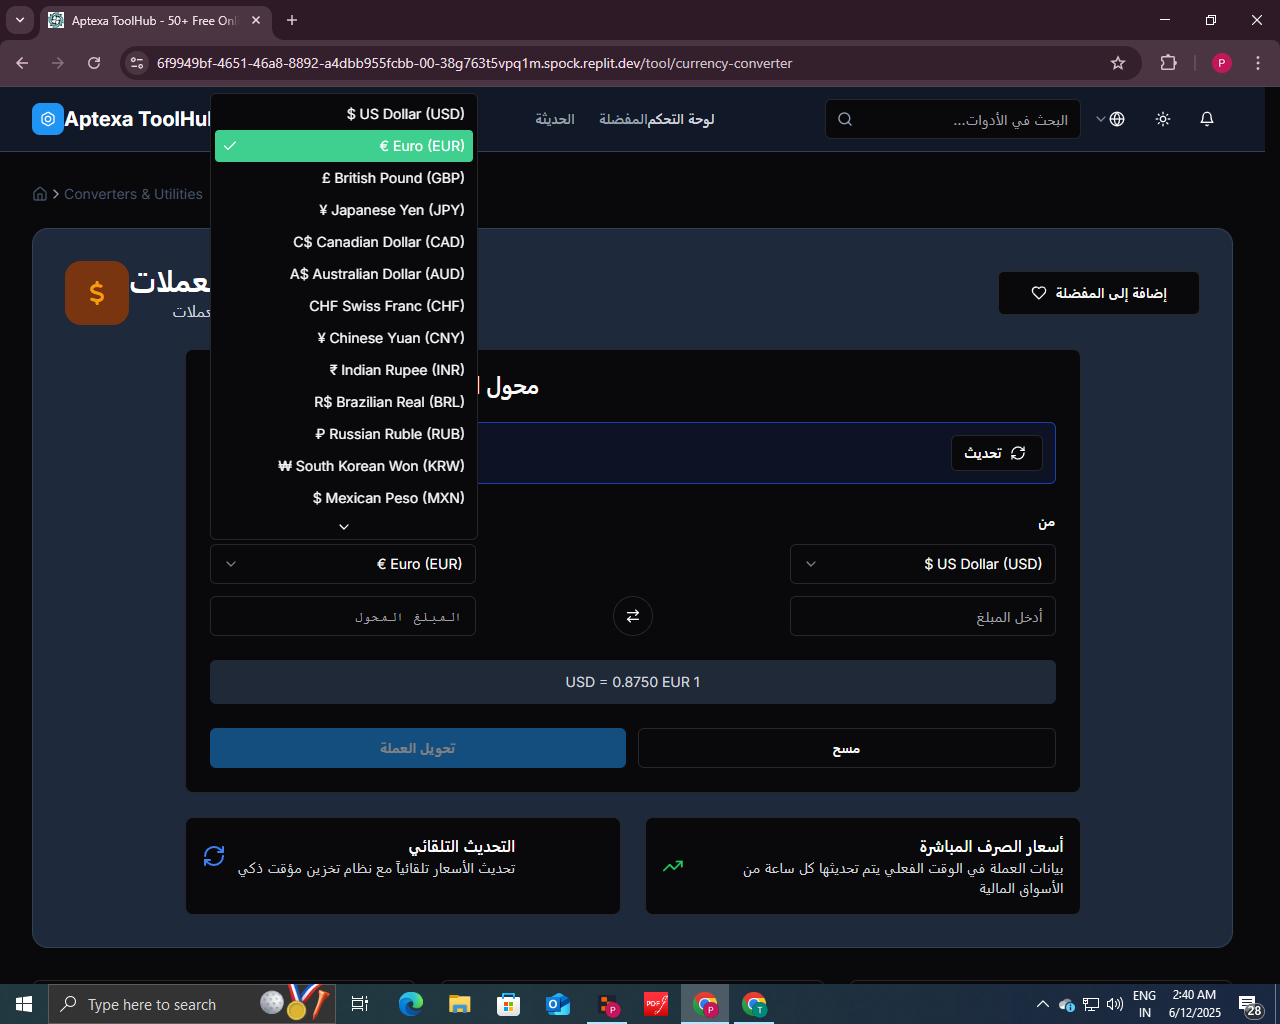 Aptexa ToolHub - 50+ Free Onl
6f9949bf-4651-46a8-8892-a4dbb955fcbb-00-38g763t5vpq1m.spock.replit.dev/tool/currency-converter
P
Aptexa ToolHub
الحديثة
لوحة التحكم
المفضلة
البحث في الأدوات...
Converters & Utilities
$ US Dollar (USD)
€ Euro (EUR)
£ British Pound (GBP)
¥ Japanese Yen (JPY)
C$ Canadian Dollar (CAD)
A$ Australian Dollar (AUD)
CHF Swiss Franc (CHF)
¥ Chinese Yuan (CNY)
₹ Indian Rupee (INR)
R$ Brazilian Real (BRL)
₽ Russian Ruble (RUB)
₩ South Korean Won (KRW)
$ Mexican Peso (MXN)
إضافة إلى المفضلة
محول
تحديث
من
$ US Dollar (USD)
€ Euro (EUR)
أدخل المبلغ
المبلغ المحول
USD = 0.8750 EUR 1
مسح
تحويل العملة
أسعار الصرف المباشرة
بيانات العملة في الوقت الفعلي يتم تحديثها كل ساعة من
الأسواق المالية
التحديث التلقائي
تحديث الأسعار تلقائياً مع نظام تخزين مؤقت ذكي
Type here to search
ENG
IN
2:40 AM
6/12/2025
28